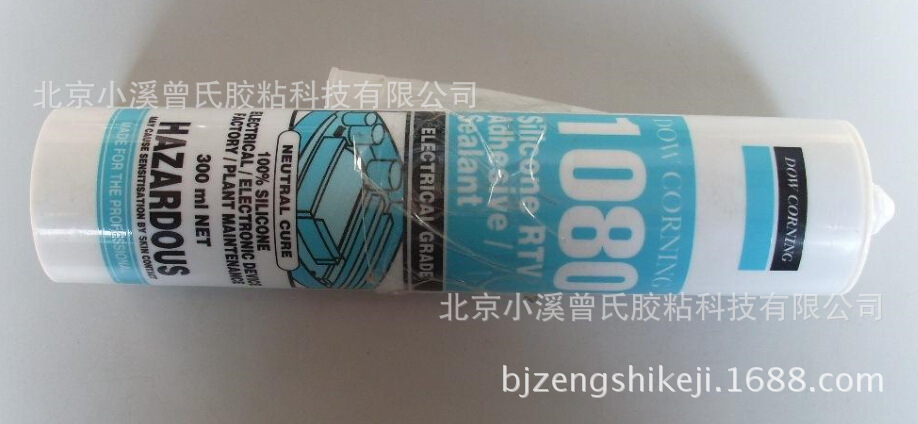 DOW CORNING
DOW CORNING
1080
Silicone RTV
Adhesive /
Sealant
ELECTRICAL GRADE
NEUTRAL CURE
100% SILICONE
ELECTRICAL / ELECTRONIC DEVICE
FACTORY / PLANT MAINTENANCE
300 ml NET
HAZARDOUS
MAY CAUSE SENSITISATION BY SKIN CONTACT
MADE FOR THE PROFESSIONAL
北京小溪曾氏胶粘科技有限公司
北京小溪曾氏胶粘科技有限公司
bjzengshikeji.1688.com